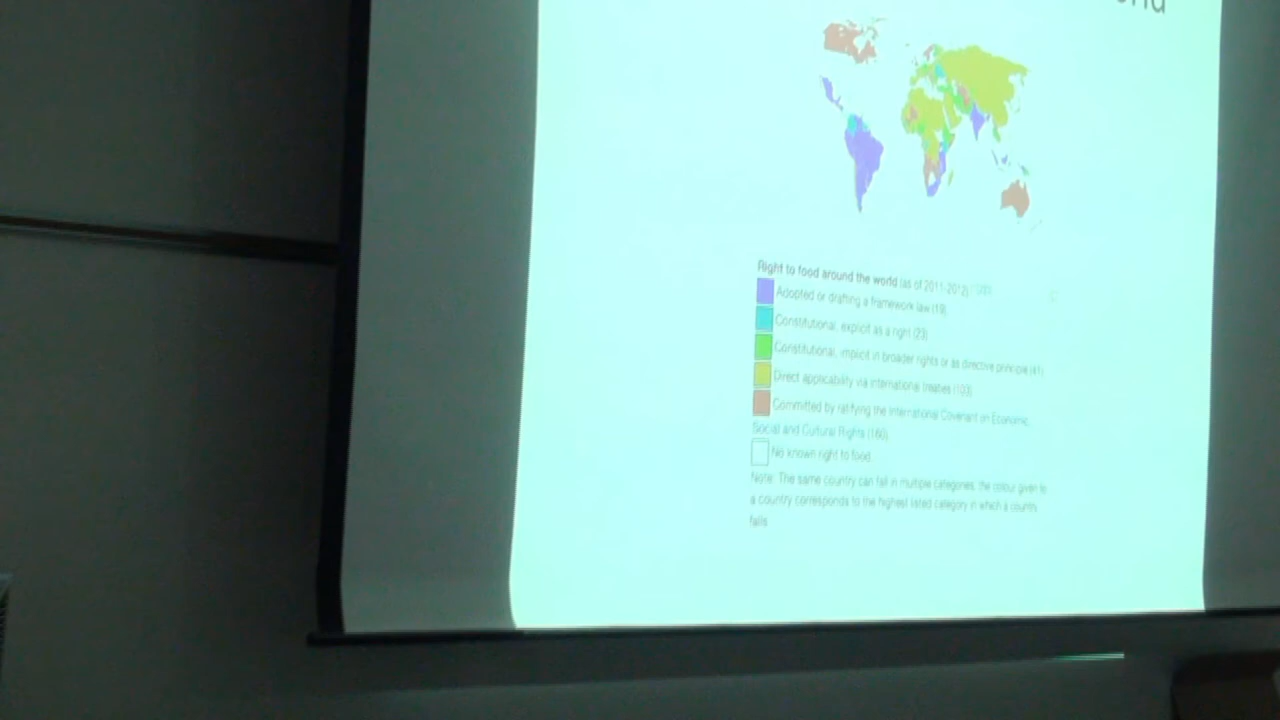 Right to food around the world (as of 2011-2012)
Adopted or drafting a framework law (19)
Constitutional, explicit as a right (23)
Constitutional, implicit in broader rights or as directive principle (41)
Direct applicability via international treaties (103)
Committed by ratifying the International Covenant on Economic,
Social and Cultural Rights (160)
No known right to food
Note: The same country can fall in multiple categories, the colour given to
a country corresponds to the highest listed category in which a country
falls